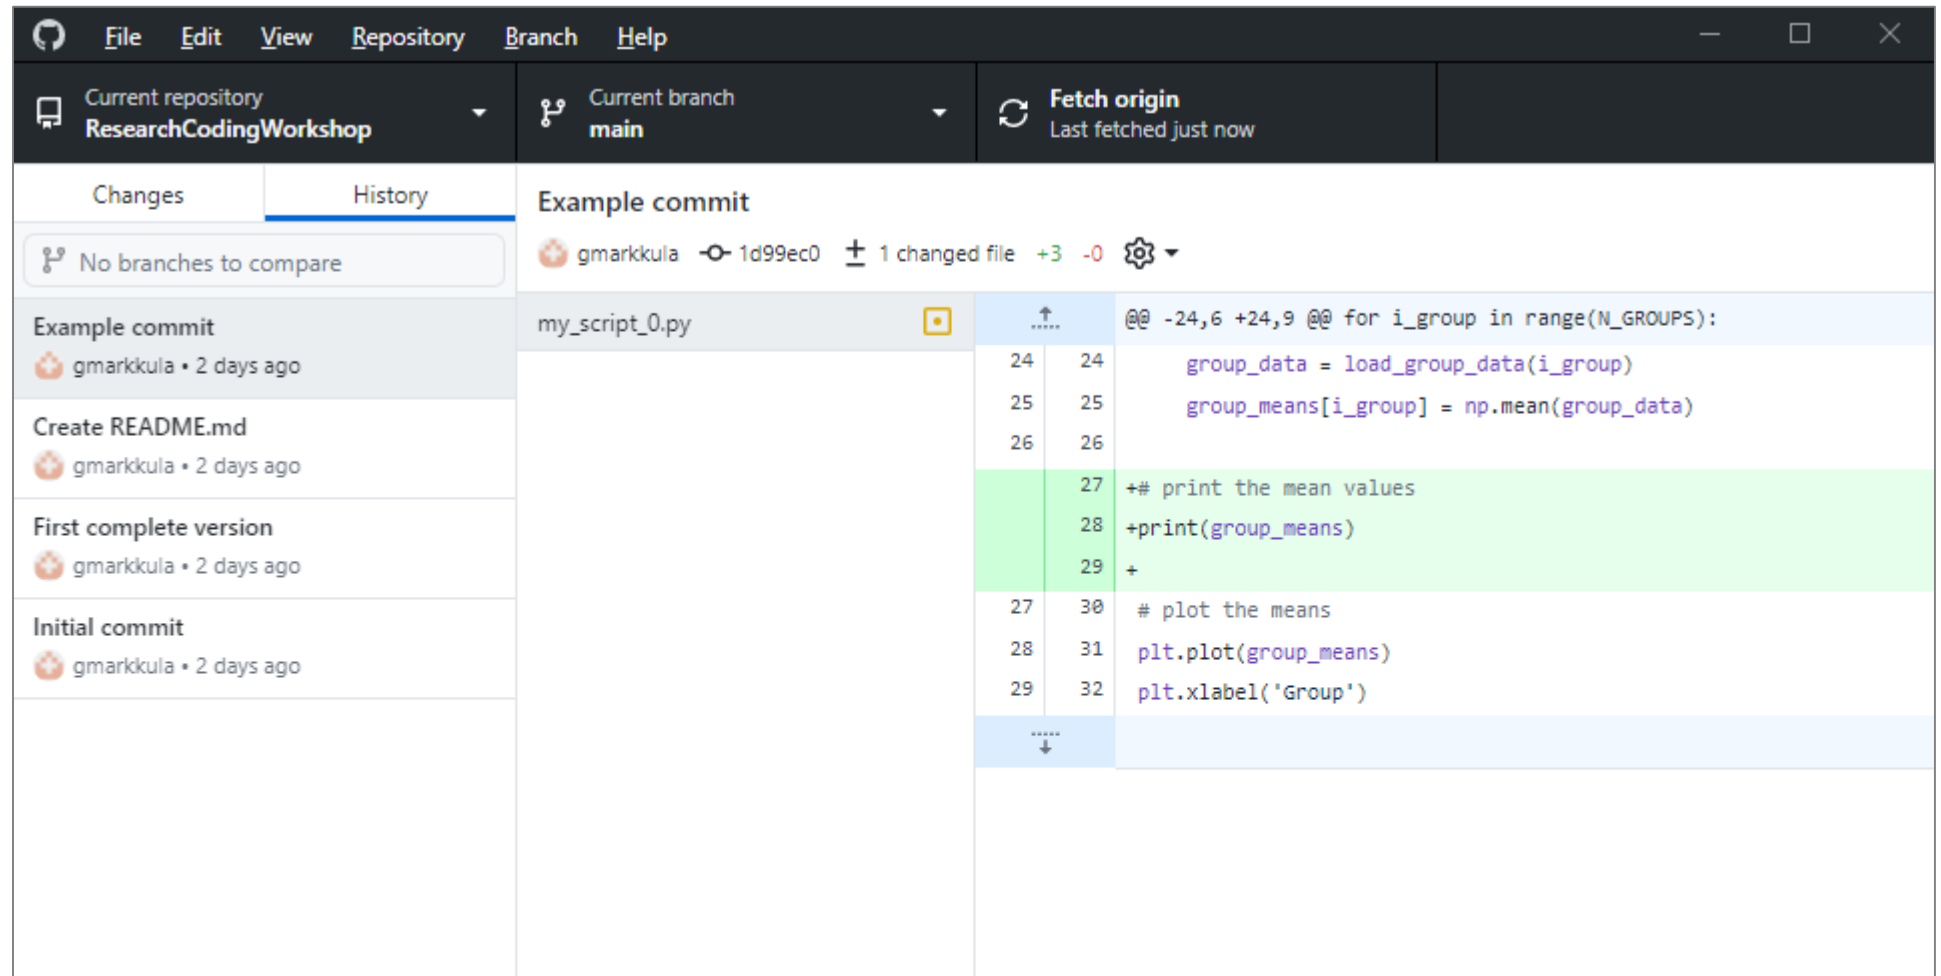 File Edit View Repository Branch Help
Current repository
ResearchCodingWorkshop
Current branch
main
Fetch origin
Last fetched just now
Changes History
No branches to compare
Example commit
gmarkkula • 2 days ago
Create README.md
gmarkkula • 2 days ago
First complete version
gmarkkula • 2 days ago
Initial commit
gmarkkula • 2 days ago
Example commit
gmarkkula 1d99ec0 1 changed file +3 -0
my_script_0.py
@@ -24,6 +24,9 @@ for i_group in range(N_GROUPS):
24 24 group_data = load_group_data(i_group)
25 25 group_means[i_group] = np.mean(group_data)
26 26
27 +# print the mean values
28 +print(group_means)
29 +
27 30 # plot the means
28 31 plt.plot(group_means)
29 32 plt.xlabel('Group')